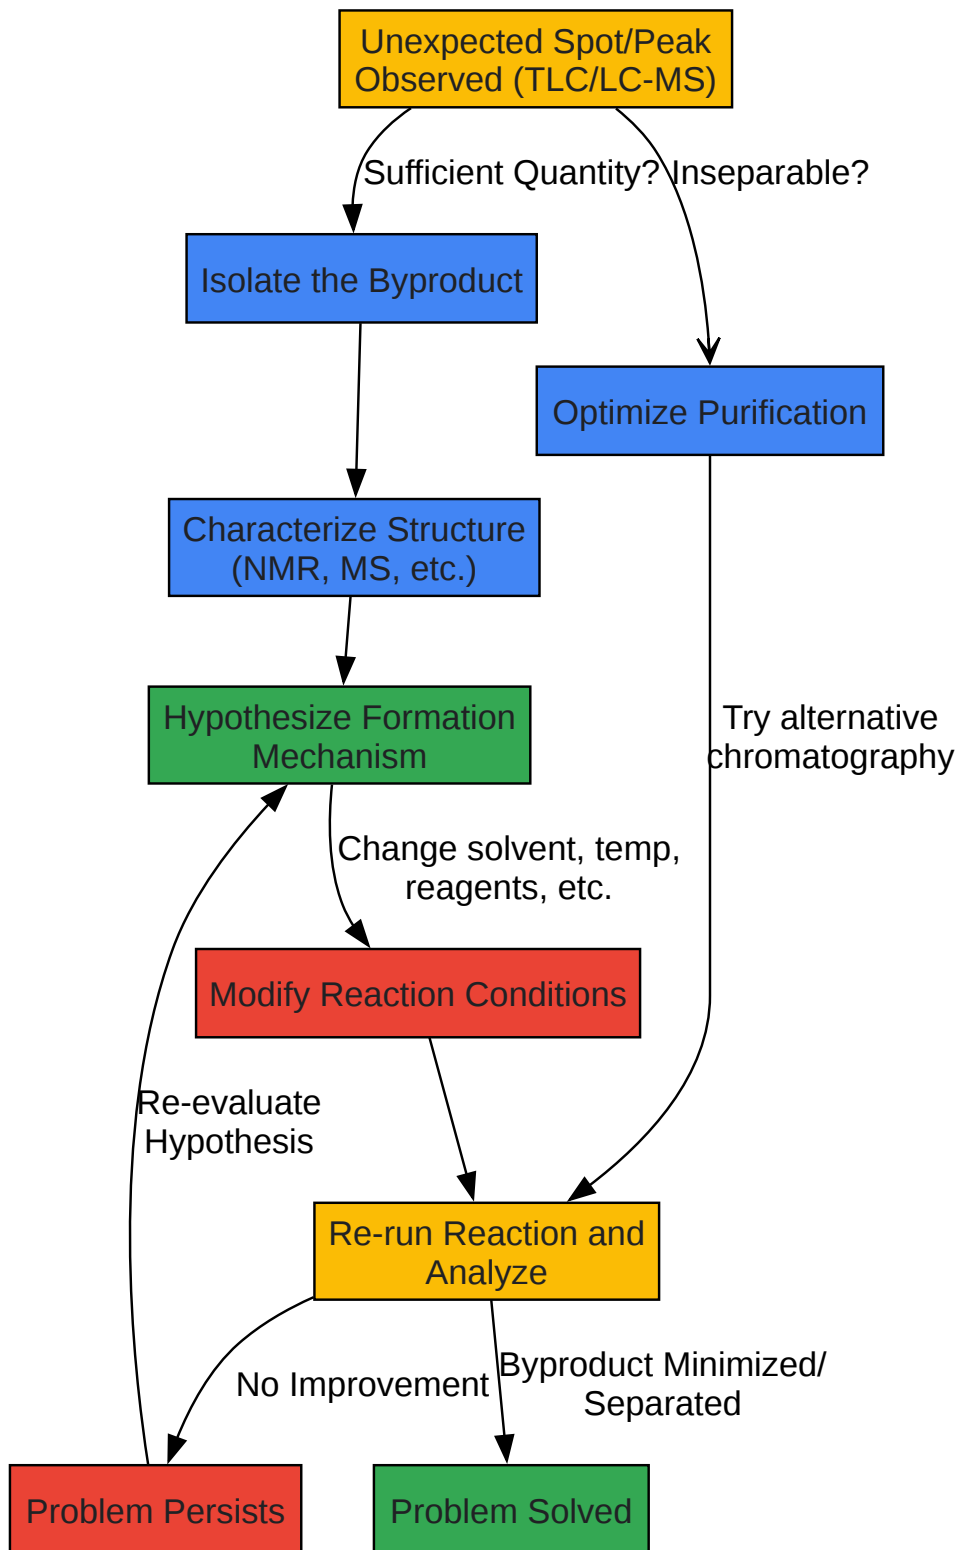 Unexpected Spot/Peak
Observed (TLC/LC-MS)
Sufficient Quantity?
Inseparable?
Isolate the Byproduct
Optimize Purification
Characterize Structure
(NMR, MS, etc.)
Hypothesize Formation
Mechanism
Try alternative
chromatography
Change solvent, temp,
reagents, etc.
Modify Reaction Conditions
Re-evaluate
Hypothesis
Re-run Reaction and
Analyze
No Improvement
Byproduct Minimized/
Separated
Problem Persists
Problem Solved